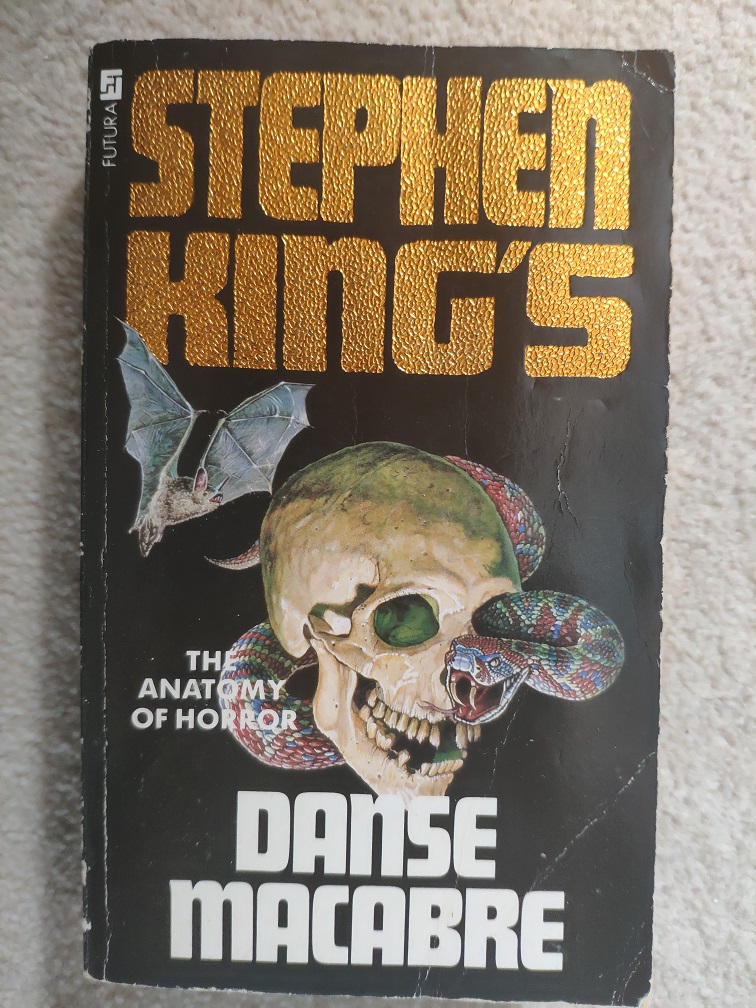 FUTURA
STEPHEN
KING'S
THE
ANATOMY
OF HORROR
DANSE
MACABRE